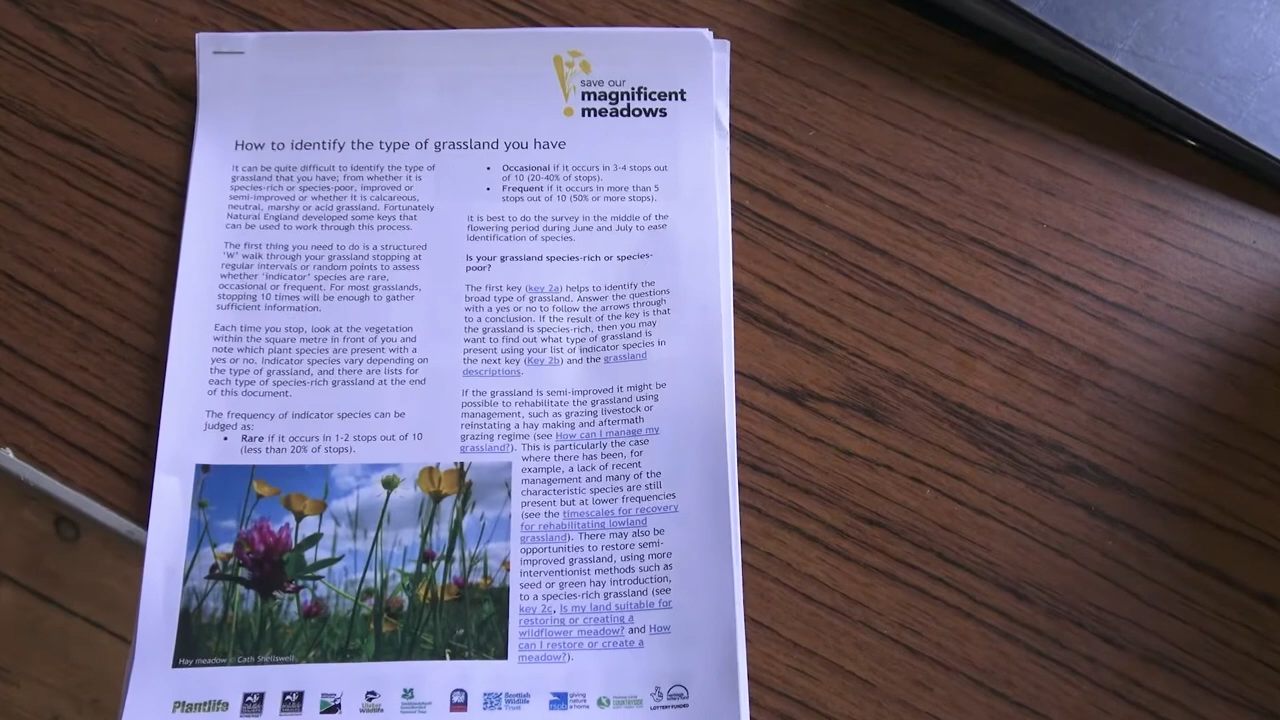 save our
magnificent
meadows
How to identify the type of grassland you have
It can be quite difficult to identify the type of
grassland that you have; from whether it is
species-rich or species-poor, improved or
semi-improved or whether it is calcareous,
neutral, marshy or acid grassland. Fortunately
Natural England developed some keys that
can be used to work through this process.
The first thing you need to do is a structured
'W' walk through your grassland stopping at
regular intervals or random points to assess
whether 'indicator' species are rare,
occasional or frequent. For most grasslands,
stopping 10 times will be enough to gather
sufficient information.
Each time you stop, look at the vegetation
within the square metre in front of you and
note which plant species are present with a
yes or no. Indicator species vary depending on
the type of grassland, and there are lists for
each type of species-rich grassland at the end
of this document.
The frequency of indicator species can be
judged as:
• Rare if it occurs in 1-2 stops out of 10
(less than 20% of stops).
• Occasional if it occurs in 3-4 stops out
of 10 (20-40% of stops).
• Frequent if it occurs in more than 5
stops out of 10 (50% or more stops).
It is best to do the survey in the middle of the
flowering period during June and July to ease
identification of species.
Is your grassland species-rich or species-
poor?
The first key (key 2a) helps to identify the
broad type of grassland. Answer the questions
with a yes or no to follow the arrows through
to a conclusion. If the result of the key is that
the grassland is species-rich, then you may
want to find out what type of grassland is
present using your list of indicator species in
the next key (Key 2b) and the grassland
descriptions.
If the grassland is semi-improved it might be
possible to rehabilitate the grassland using
management, such as grazing livestock or
reinstating a hay making and aftermath
grazing regime (see How can I manage my
grassland?). This is particularly the case
where there has been, for
example, a lack of recent
management and many of the
characteristic species are still
present but at lower frequencies
(see the timescales for recovery
for rehabilitating lowland
grassland). There may also be
opportunities to restore semi-
improved grassland, using more
interventionist methods such as
seed or green hay introduction,
to a species-rich grassland (see
key 2c, Is my land suitable for
restoring or creating a
wildflower meadow? and How
can I restore or create a
meadow?).
Hay meadow © Cath Shellswell
Plantlife
Ulster
Wildlife
Scottish
Wildlife
Trust
giving
nature
a home
COUNTRYSIDE
LOTTERY FUNDED